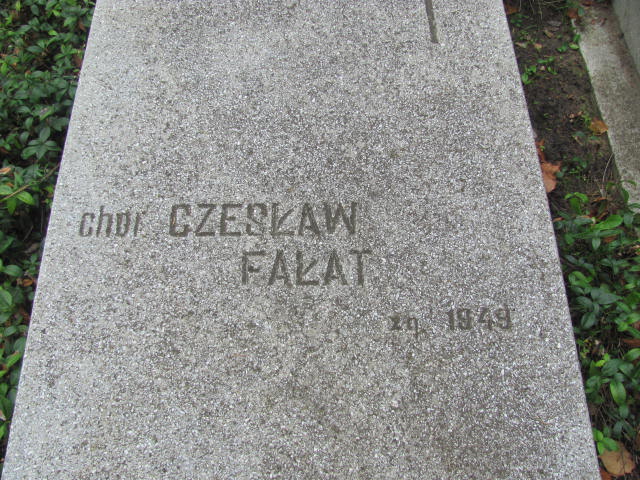 chor CZESŁAW
FAŁAT
zg. 1949